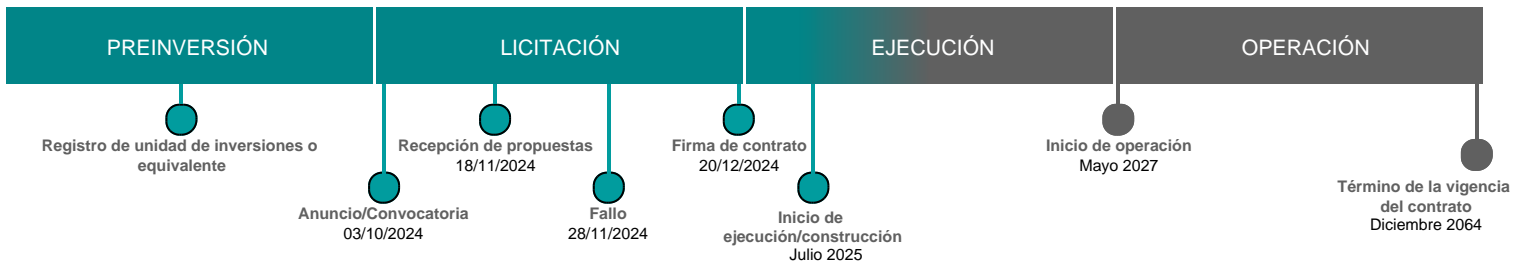 PREINVERSIÓN
LICITACIÓN
EJECUCIÓN
OPERACIÓN
Registro de unidad de inversiones o
equivalente
Anuncio/Convocatoria
03/10/2024
Recepción de propuestas
18/11/2024
Fallo
28/11/2024
Firma de contrato
20/12/2024
Inicio de
ejecución/construcción
Julio 2025
Inicio de operación
Mayo 2027
Término de la vigencia
del contrato
Diciembre 2064